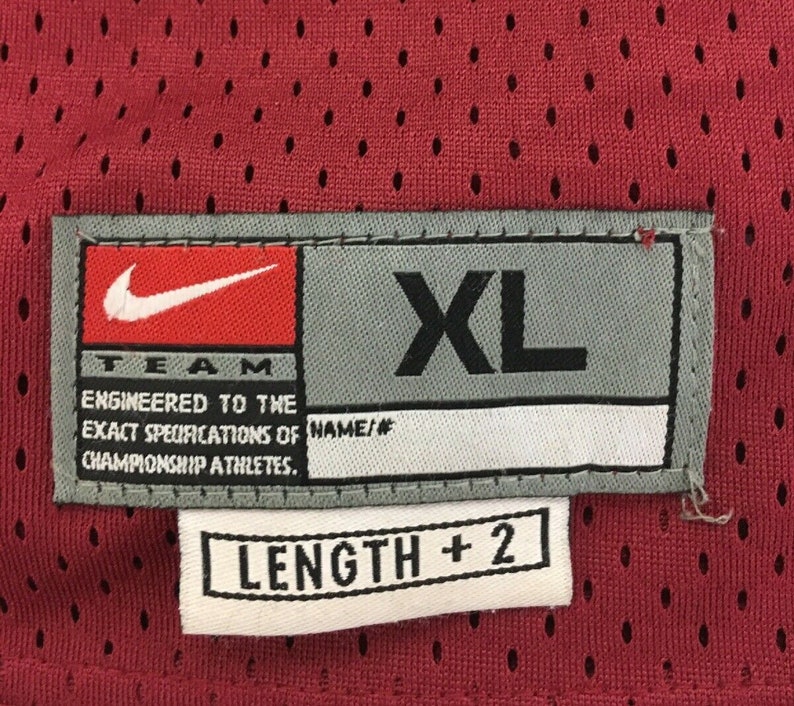 TEAM
ENGINEERED TO THE
EXACT SPECIFICATIONS OF
CHAMPIONSHIP ATHLETES.
XL
NAME/#
LENGTH + 2